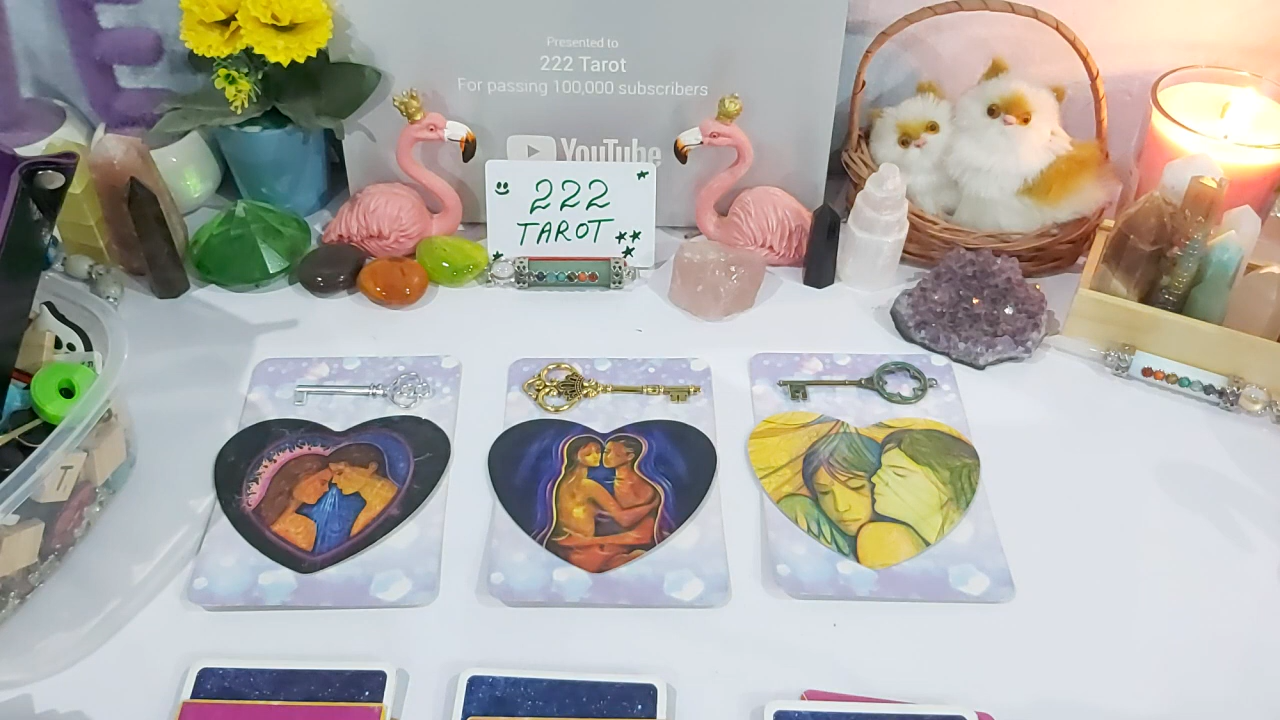 Presented to
222 Tarot
For passing 100,000 subscribers
YouTube
222
TAROT
T